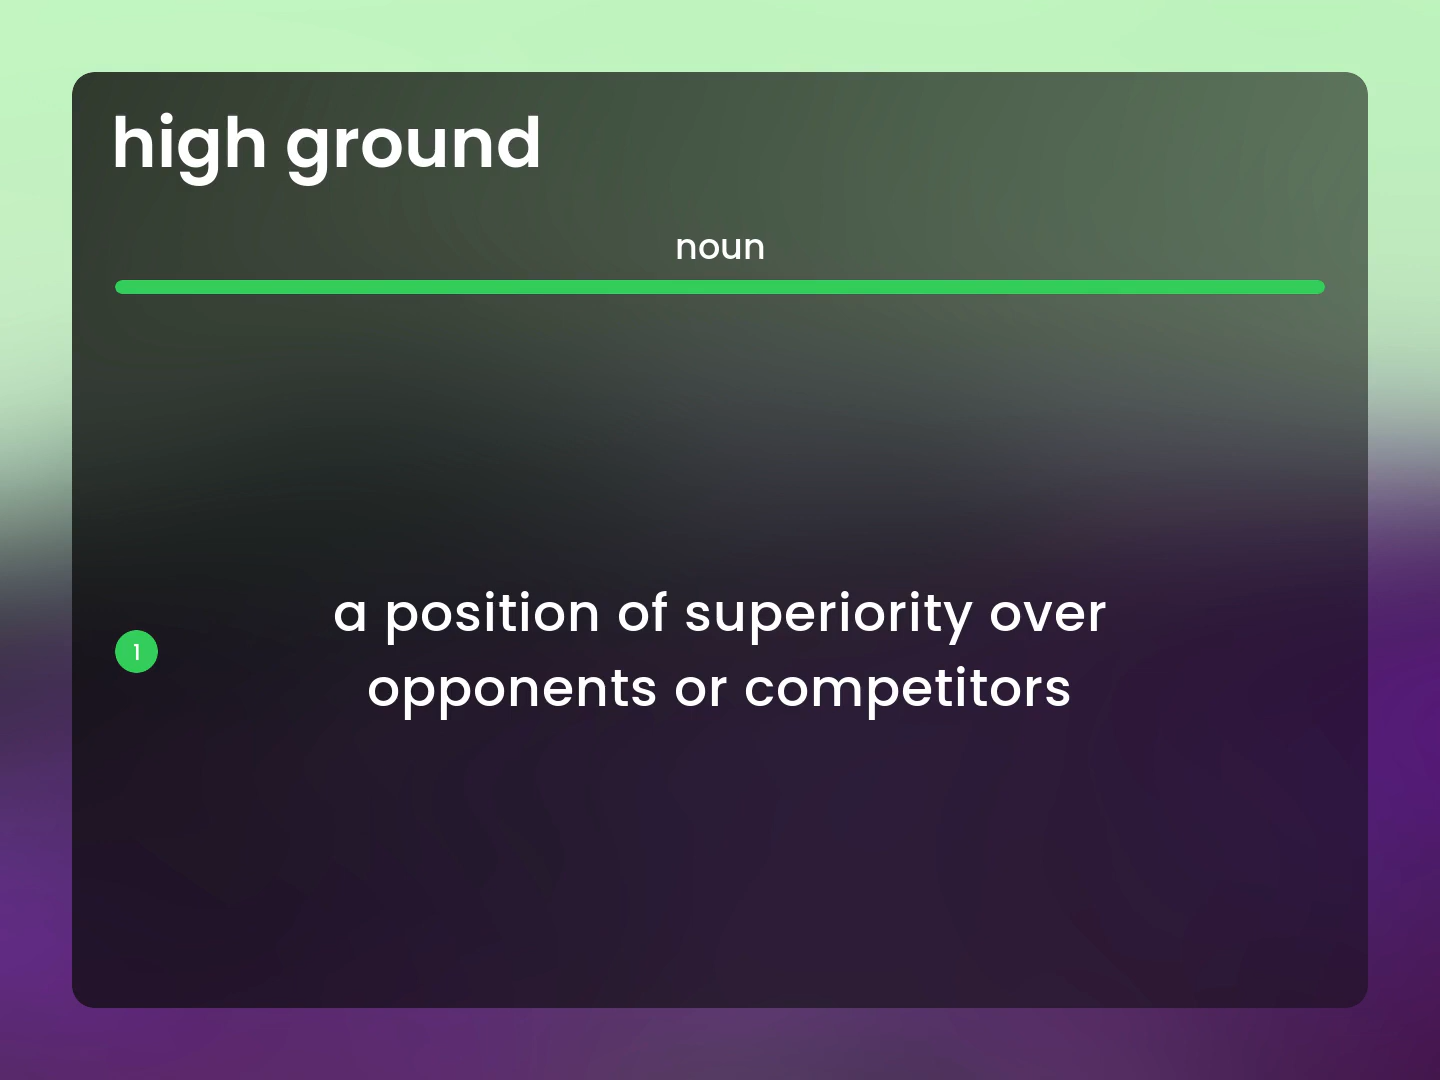 high ground
noun
1
a position of superiority over
opponents or competitors